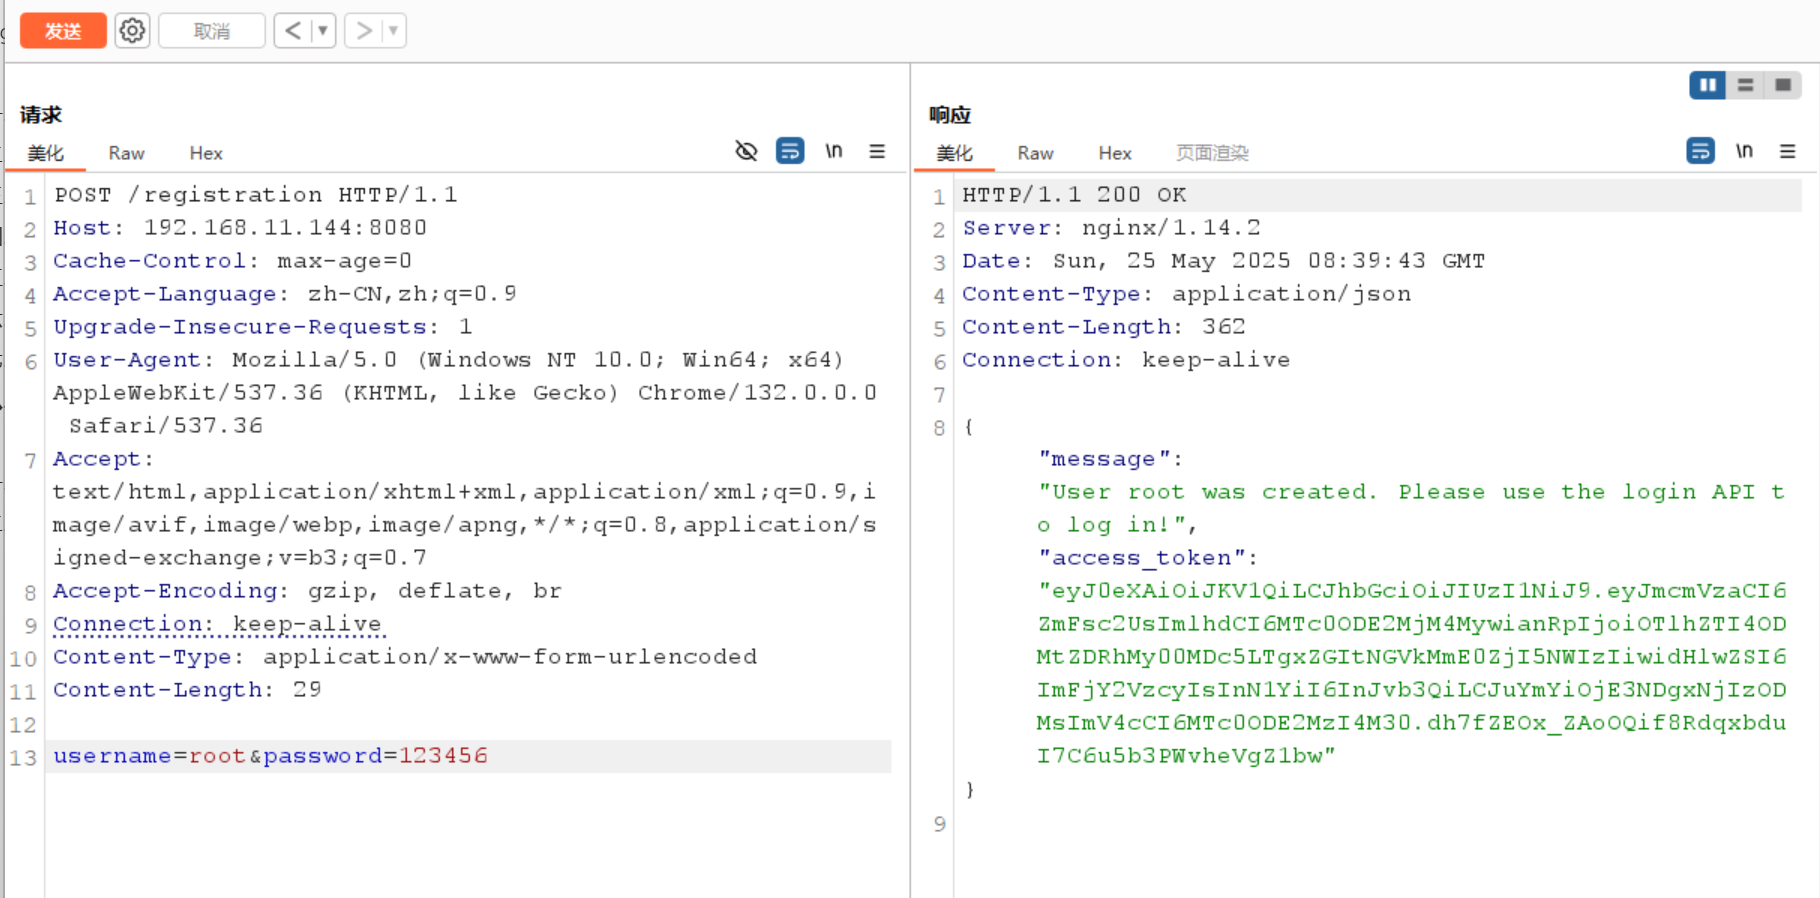 发送 取消 < >
请求
美化 Raw Hex \n
1 POST /registration HTTP/1.1
2 Host: 192.168.11.144:8080
3 Cache-Control: max-age=0
4 Accept-Language: zh-CN,zh;q=0.9
5 Upgrade-Insecure-Requests: 1
6 User-Agent: Mozilla/5.0 (Windows NT 10.0; Win64; x64)
AppleWebKit/537.36 (KHTML, like Gecko) Chrome/132.0.0.0
Safari/537.36
7 Accept:
text/html,application/xhtml+xml,application/xml;q=0.9,i
mage/avif,image/webp,image/apng,*/*;q=0.8,application/s
igned-exchange;v=b3;q=0.7
8 Accept-Encoding: gzip, deflate, br
9 Connection: keep-alive
10 Content-Type: application/x-www-form-urlencoded
11 Content-Length: 29
12
13 username=root&password=123456
响应
美化 Raw Hex 页面渲染 \n
1 HTTP/1.1 200 OK
2 Server: nginx/1.14.2
3 Date: Sun, 25 May 2025 08:39:43 GMT
4 Content-Type: application/json
5 Content-Length: 362
6 Connection: keep-alive
7
8 {
"message":
"User root was created. Please use the login API t
o log in!",
"access_token":
"eyJ0eXAiOiJKV1QiLCJhbGciOiJIUzI1NiJ9.eyJmcmVzaCI6
ZmFsc2UsImlhdCI6MTc0ODE2MjM4MywianRpIjoiOTlhZTI4OD
MtZDRhMy00MDc5LTgxZGItNGVkMmE0ZjI5NWIzIiwidHlwZSI6
ImFjY2VzcyIsInN1YiI6InJvb3QiLCJuYmYiOjE3NDgxNjIzOD
MsImV4cCI6MTc0ODE2MzI4M30.dh7fZEOx_ZAoOQif8Rdqxbdu
I7C6u5b3PWvheVgZ1bw"
}
9